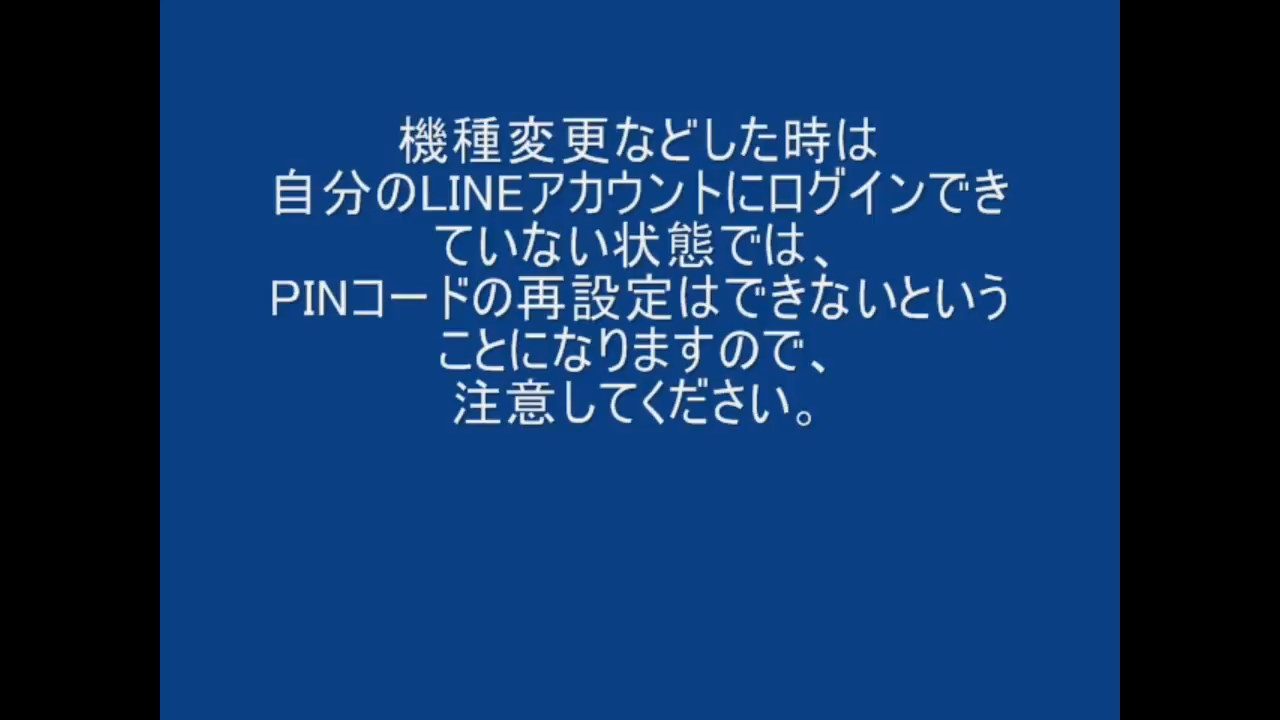 機種変更などした時は
自分のLINEアカウントにログインでき
ていない状態では、
PINコードの再設定はできないという
ことになりますので、
注意してください。